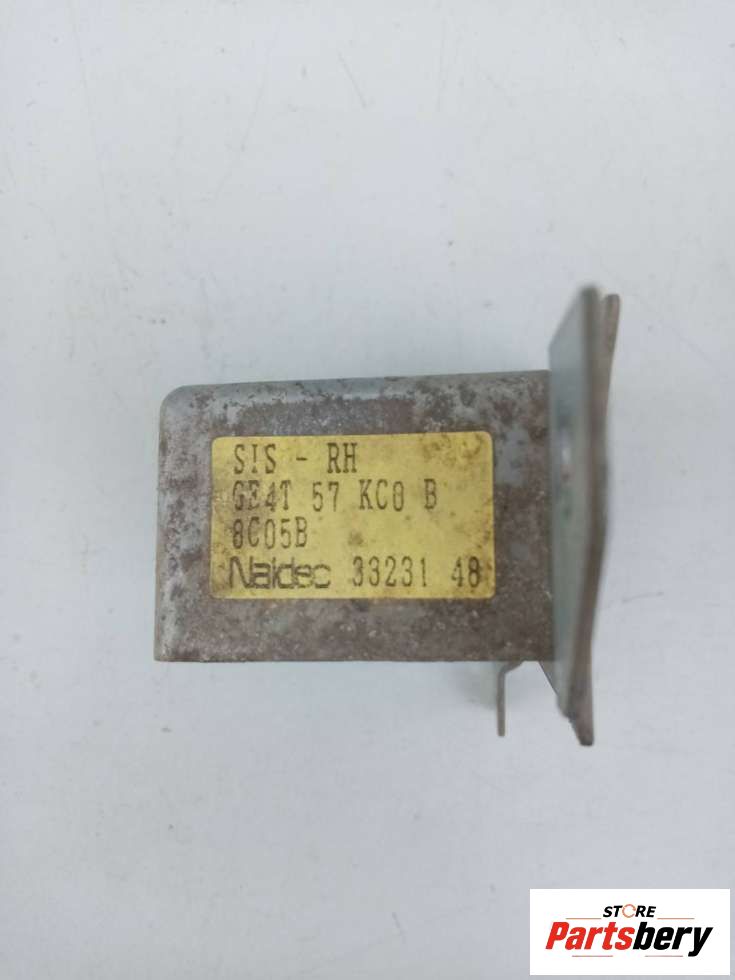 SIS - RH
GE4T 57 KC0 B
8C05B
Naldec 33231 48
STORE
Partsbery